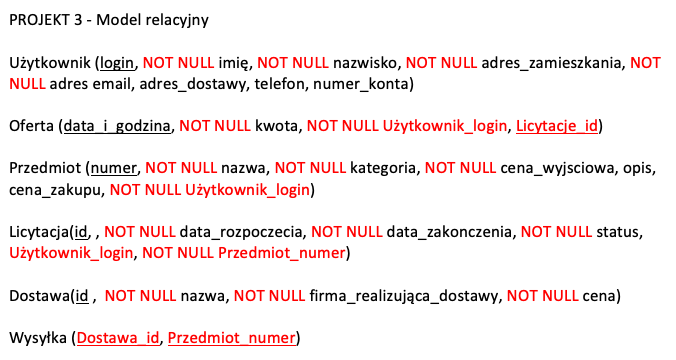 PROJEKT 3 - Model relacyjny
Użytkownik (login, NOT NULL imię, NOT NULL nazwisko, NOT NULL adres_zamieszkania, NOT
NULL adres email, adres_dostawy, telefon, numer_konta)
Oferta (data_i_godzina, NOT NULL kwota, NOT NULL Użytkownik_login, Licytacje_id)
Przedmiot (numer, NOT NULL nazwa, NOT NULL kategoria, NOT NULL cena_wyjsciowa, opis,
cena_zakupu, NOT NULL Użytkownik_login)
Licytacja(id, , NOT NULL data_rozpoczecia, NOT NULL data_zakonczenia, NOT NULL status,
Użytkownik_login, NOT NULL Przedmiot_numer)
Dostawa(id , NOT NULL nazwa, NOT NULL firma_realizująca_dostawy, NOT NULL cena)
Wysyłka (Dostawa_id, Przedmiot_numer)